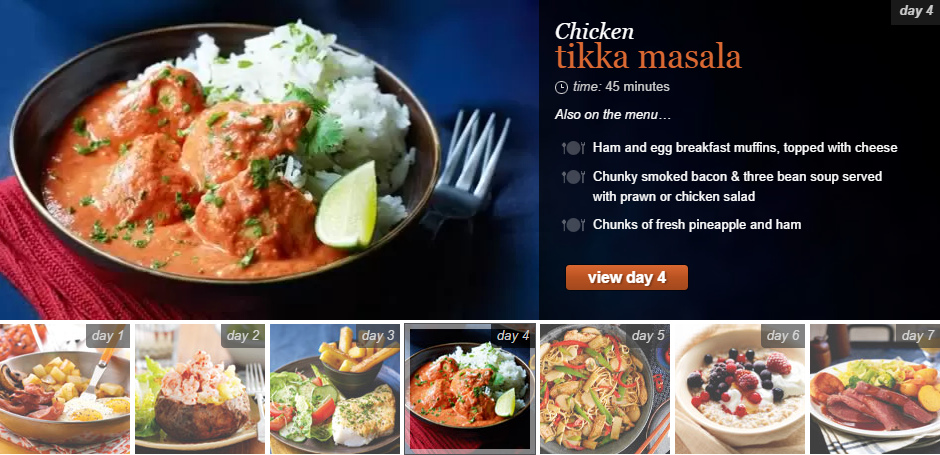 day 4
Chicken
tikka masala
time: 45 minutes
Also on the menu…
Ham and egg breakfast muffins, topped with cheese
Chunky smoked bacon & three bean soup served
with prawn or chicken salad
Chunks of fresh pineapple and ham
view day 4
day 1
day 2
day 3
day 4
day 5
day 6
day 7